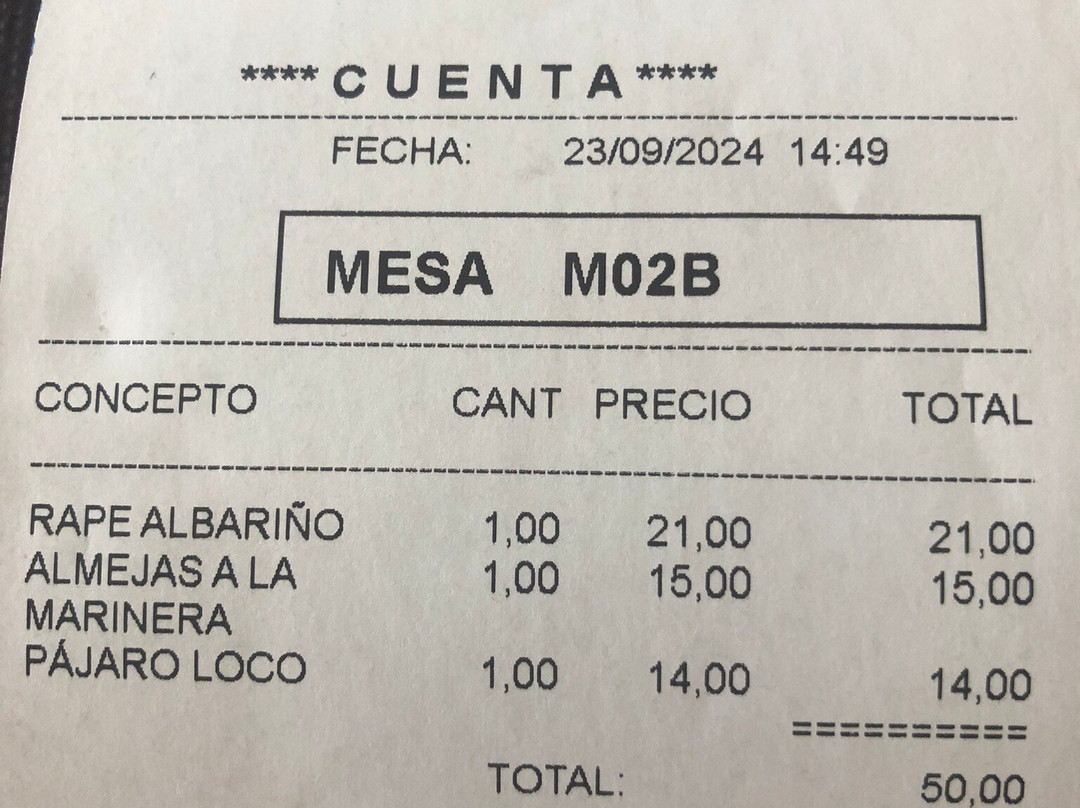 ****CUENTA****
FECHA: 23/09/2024 14:49
MESA M02B
CONCEPTO CANT PRECIO TOTAL
RAPE ALBARIÑO 1,00 21,00 21,00
ALMEJAS A LA 1,00 15,00 15,00
MARINERA
PÁJARO LOCO 1,00 14,00 14,00
==========
TOTAL: 50,00